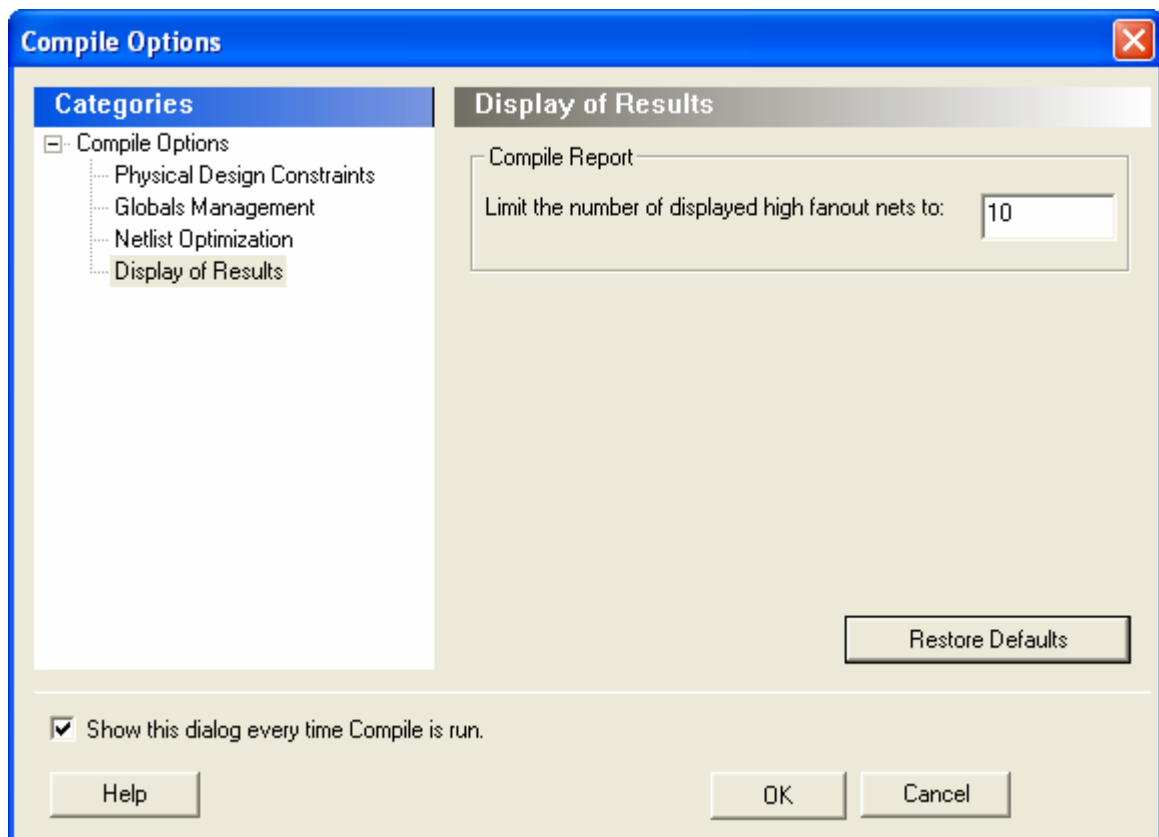 Compile Options
Categories
Compile Options
Physical Design Constraints
Globals Management
Netlist Optimization
Display of Results
Display of Results
Compile Report
Limit the number of displayed high fanout nets to:
10
Restore Defaults
Show this dialog every time Compile is run.
Help
OK
Cancel